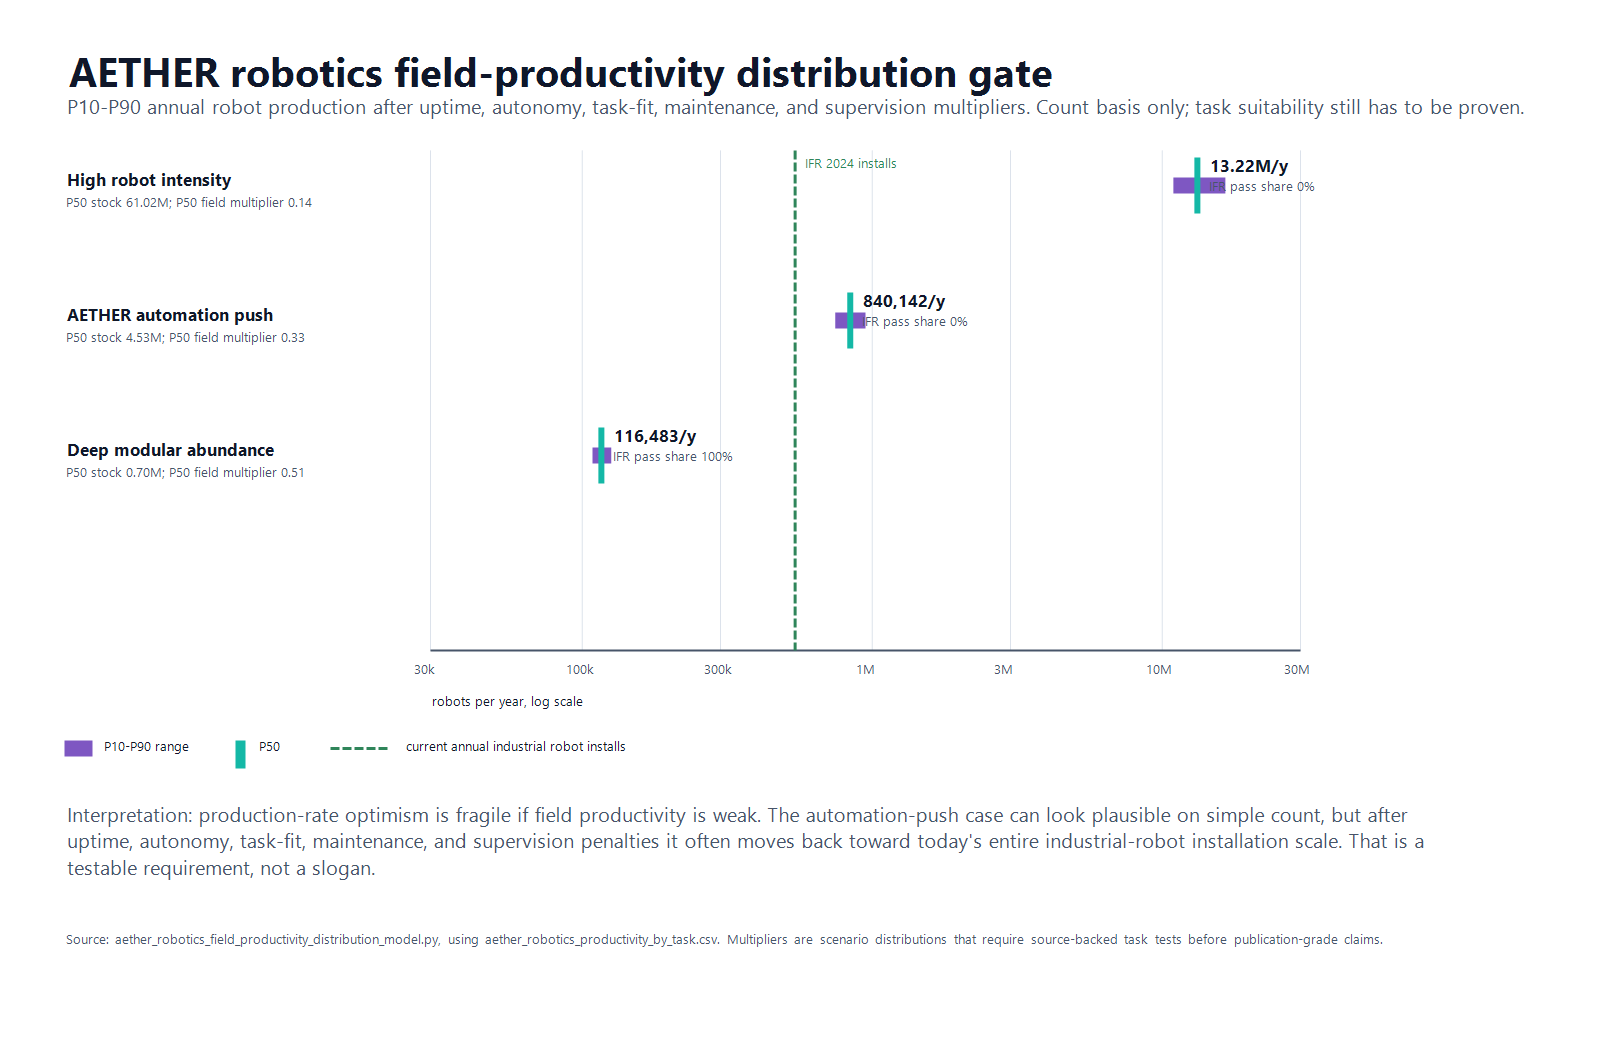 AETHER robotics field-productivity distribution gate
P10-P90 annual robot production after uptime, autonomy, task-fit, maintenance, and supervision multipliers. Count basis only; task suitability still has to be proven.
IFR 2024 installs
High robot intensity
P50 stock 61.02M; P50 field multiplier 0.14
13.22M/y
IFR pass share 0%
AETHER automation push
P50 stock 4.53M; P50 field multiplier 0.33
840,142/y
IFR pass share 0%
Deep modular abundance
P50 stock 0.70M; P50 field multiplier 0.51
116,483/y
IFR pass share 100%
30k 100k 300k 1M 3M 10M 30M
robots per year, log scale
P10-P90 range P50 current annual industrial robot installs
Interpretation: production-rate optimism is fragile if field productivity is weak. The automation-push case can look plausible on simple count, but after
uptime, autonomy, task-fit, maintenance, and supervision penalties it often moves back toward today's entire industrial-robot installation scale. That is a
testable requirement, not a slogan.
Source: aether_robotics_field_productivity_distribution_model.py, using aether_robotics_productivity_by_task.csv. Multipliers are scenario distributions that require source-backed task tests before publication-grade claims.